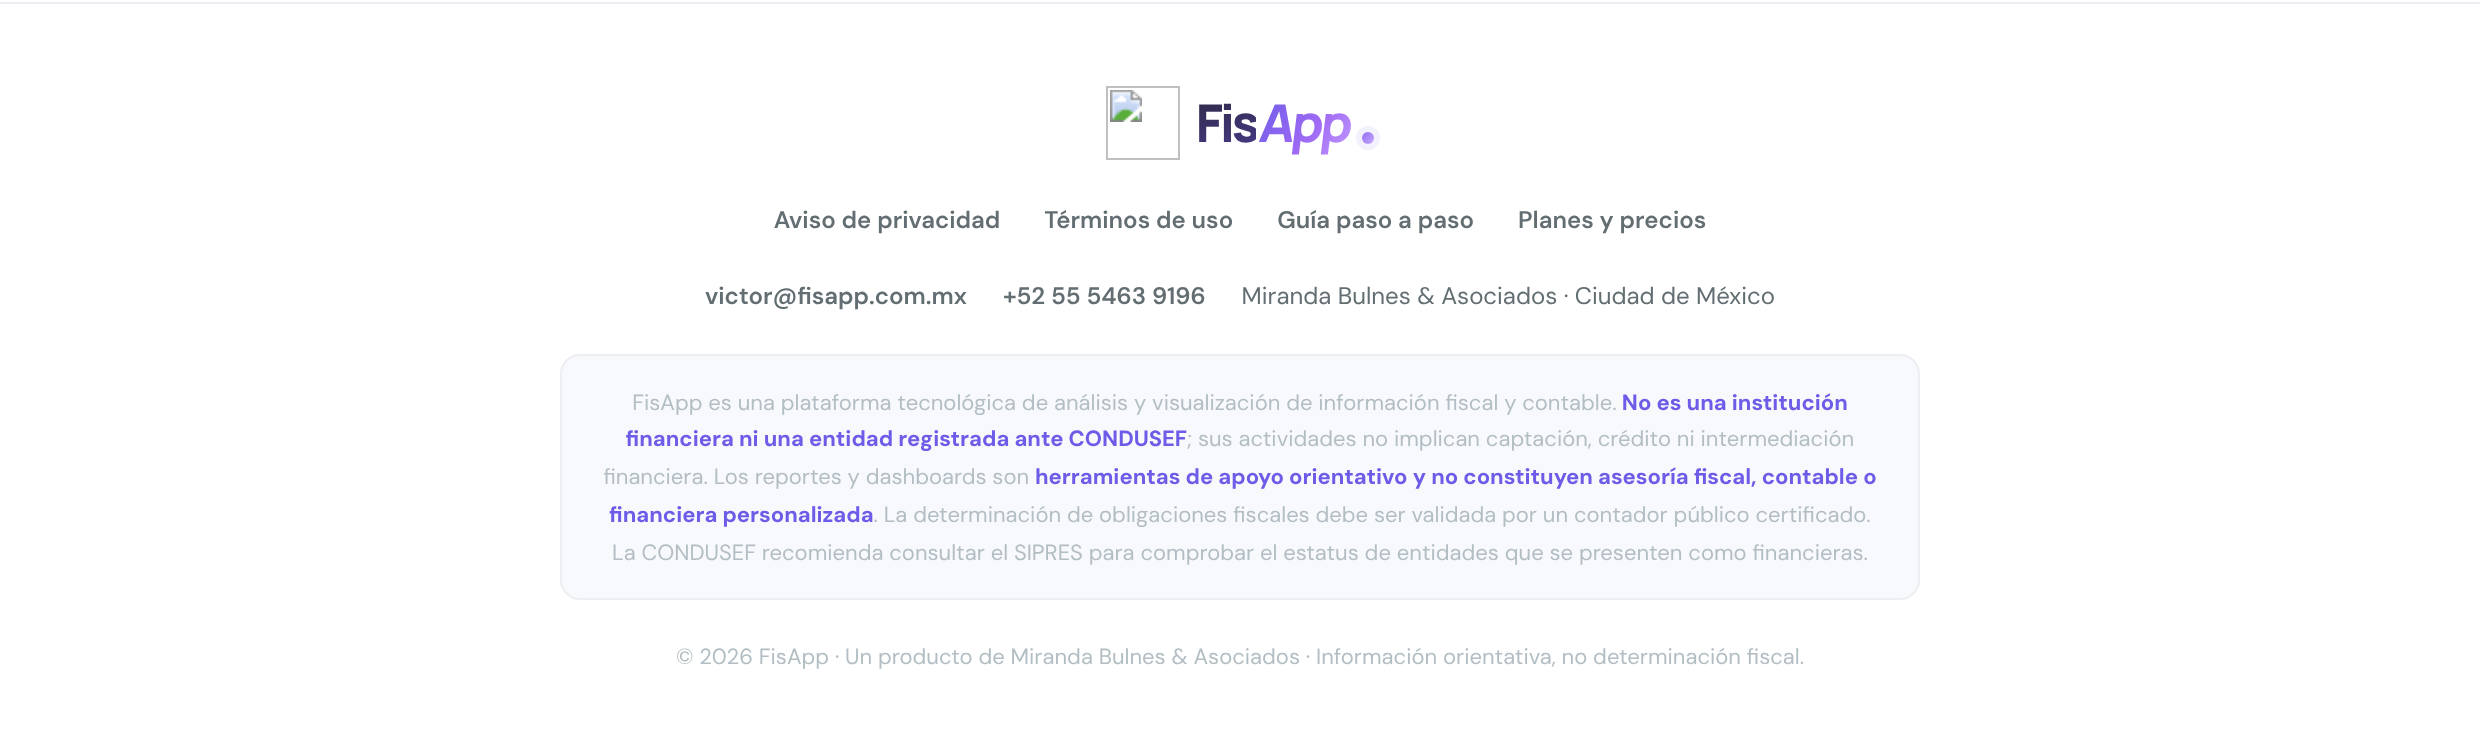 FisApp
Aviso de privacidad Términos de uso Guía paso a paso Planes y precios
victor@fisapp.com.mx +52 55 5463 9196 Miranda Bulnes & Asociados · Ciudad de México
FisApp es una plataforma tecnológica de análisis y visualización de información fiscal y contable. No es una institución
financiera ni una entidad registrada ante CONDUSEF; sus actividades no implican captación, crédito ni intermediación
financiera. Los reportes y dashboards son herramientas de apoyo orientativo y no constituyen asesoría fiscal, contable o
financiera personalizada. La determinación de obligaciones fiscales debe ser validada por un contador público certificado.
La CONDUSEF recomienda consultar el SIPRES para comprobar el estatus de entidades que se presenten como financieras.
© 2026 FisApp · Un producto de Miranda Bulnes & Asociados · Información orientativa, no determinación fiscal.